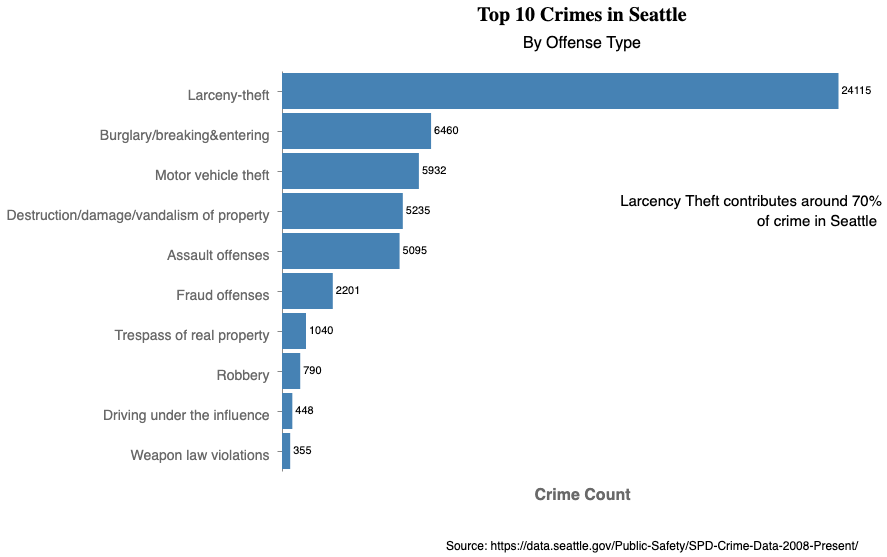 Top 10 Crimes in Seattle
By Offense Type
Larceny-theft 24115
Burglary/breaking&entering 6460
Motor vehicle theft 5932
Destruction/damage/vandalism of property 5235
Larcency Theft contributes around 70%
of crime in Seattle
Assault offenses 5095
Fraud offenses 2201
Trespass of real property 1040
Robbery 790
Driving under the influence 448
Weapon law violations 355
Crime Count
Source: https://data.seattle.gov/Public-Safety/SPD-Crime-Data-2008-Present/